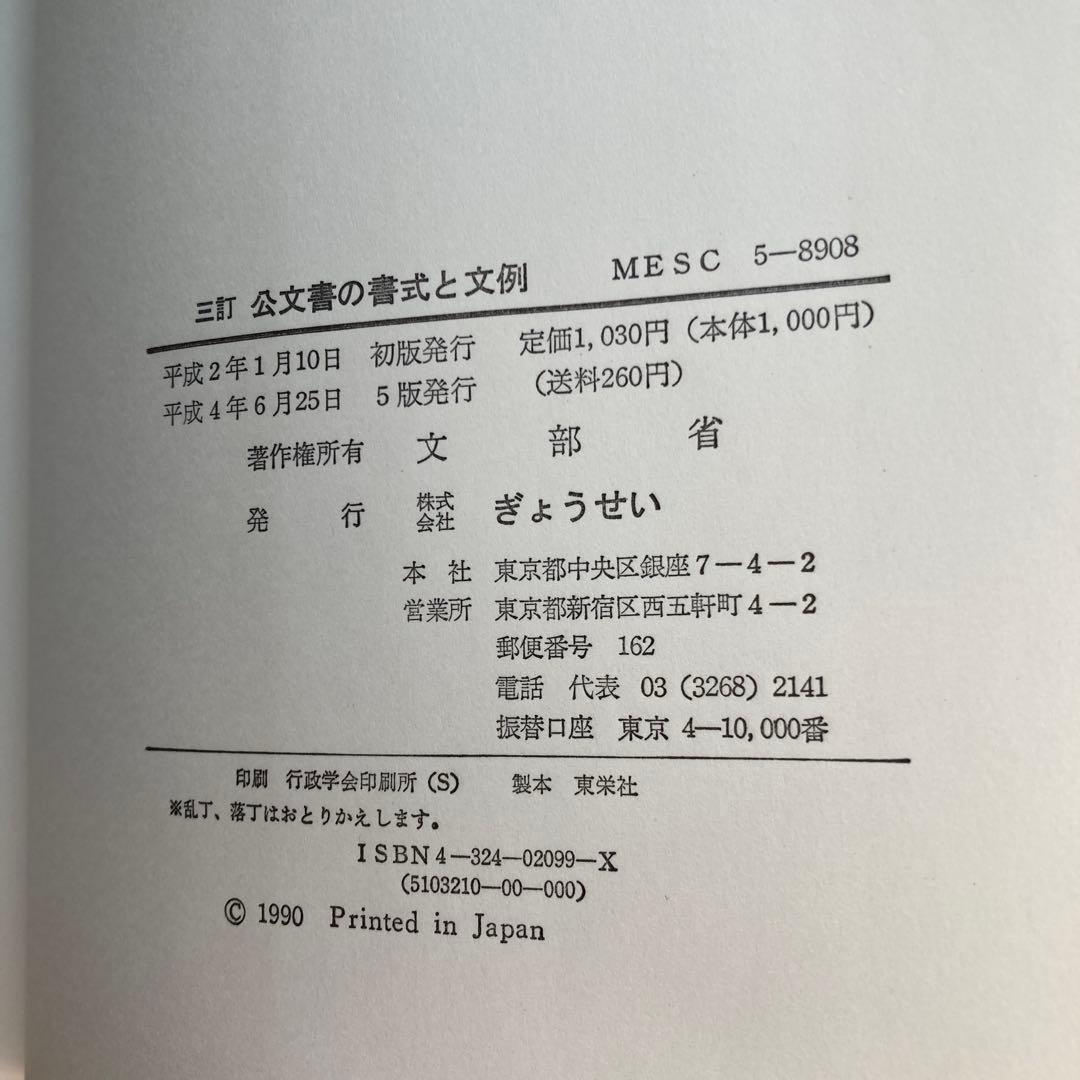 三訂 公文書の書式と文例 MESC 5―8908
平成2年1月10日 初版発行 定価1,030円（本体1,000円）
平成4年6月25日 5版発行 （送料260円）
著作権所有 文部省
発行 株式会社 ぎょうせい
本社 東京都中央区銀座7―4―2
営業所 東京都新宿区西五軒町4―2
郵便番号 162
電話 代表 03（3268）2141
振替口座 東京 4―10,000番
印刷 行政学会印刷所（S） 製本 東栄社
※乱丁、落丁はおとりかえします。
ISBN4―324―02099―X
（5103210―00―000）
© 1990 Printed in Japan